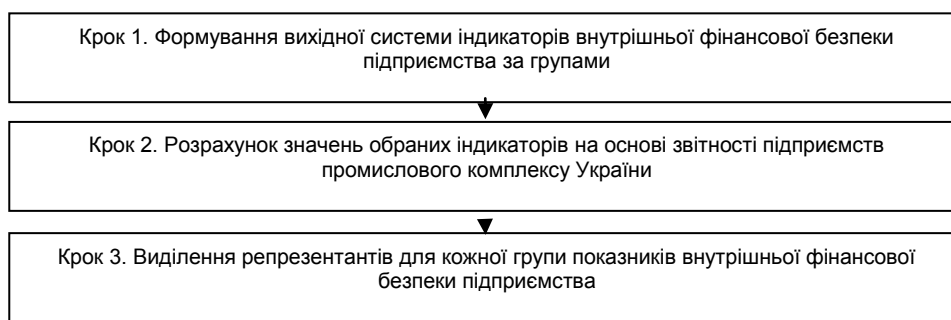 Крок 1. Формування вихідної системи індикаторів внутрішньої фінансової безпеки
підприємства за групами
Крок 2. Розрахунок значень обраних індикаторів на основі звітності підприємств
промислового комплексу України
Крок 3. Виділення репрезентантів для кожної групи показників внутрішньої фінансової
безпеки підприємства